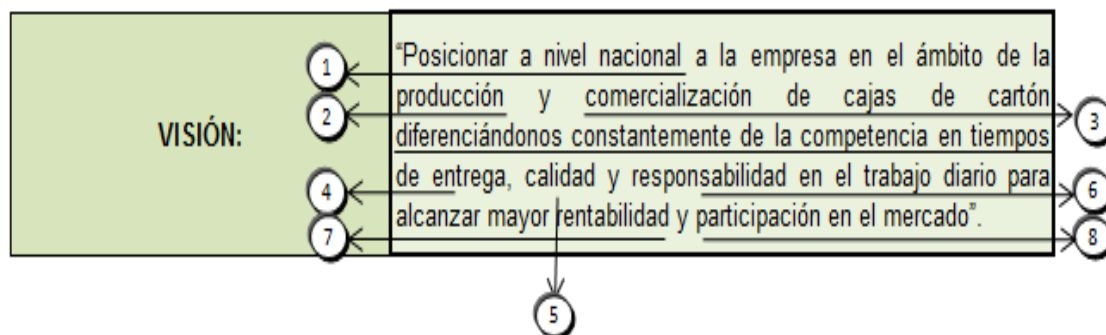 VISIÓN:
“Posicionar a nivel nacional a la empresa en el ámbito de la
producción y comercialización de cajas de cartón
diferenciándonos constantemente de la competencia en tiempos
de entrega, calidad y responsabilidad en el trabajo diario para
alcanzar mayor rentabilidad y participación en el mercado”.
1
2
3
4
6
7
8
5